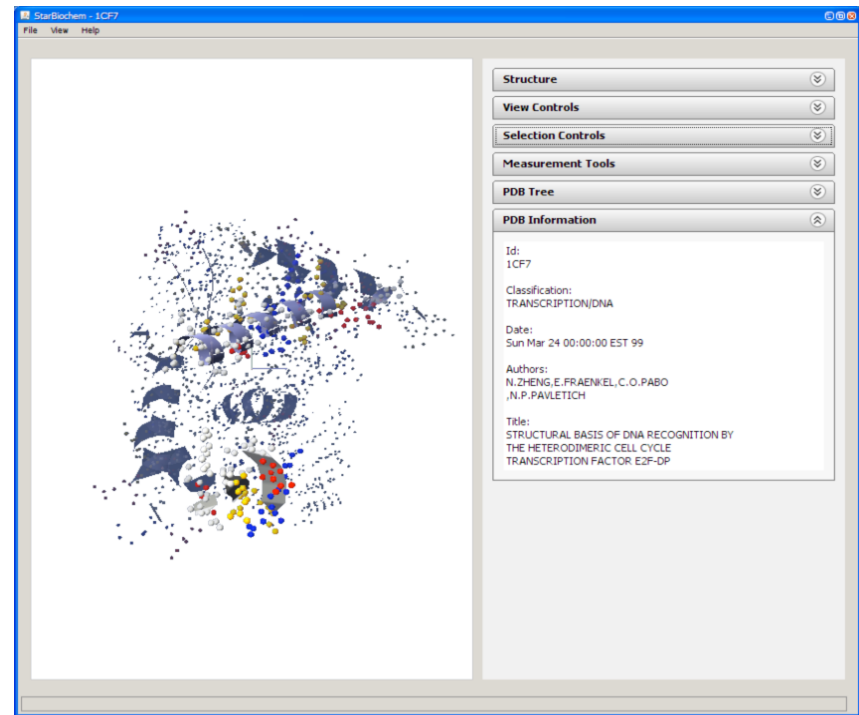 StarBiochem - 1CF7
File View Help
Structure
View Controls
Selection Controls
Measurement Tools
PDB Tree
PDB Information
Id:
1CF7
Classification:
TRANSCRIPTION/DNA
Date:
Sun Mar 24 00:00:00 EST 99
Authors:
N.ZHENG,E.FRAENKEL,C.O.PABO
,N.P.PAVLETICH
Title:
STRUCTURAL BASIS OF DNA RECOGNITION BY
THE HETERODIMERIC CELL CYCLE
TRANSCRIPTION FACTOR E2F-DP